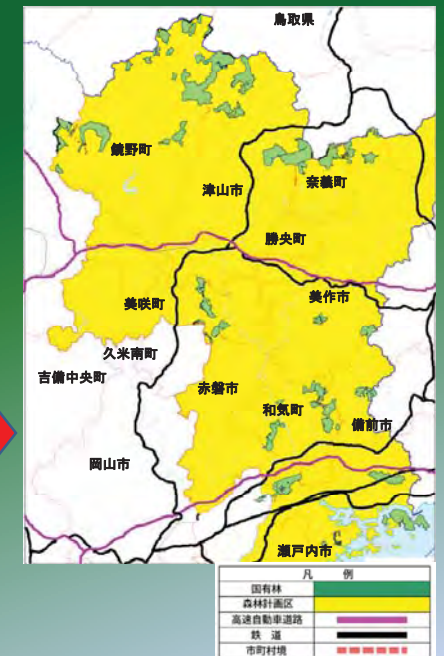 鳥取県
鏡野町
奈義町
津山市
勝央町
美咲町
美作市
久米南町
吉備中央町
赤磐市
和気町
備前市
岡山市
瀬戸内市
凡 例
国有林
森林計画区
高速自動車道路
鉄 道
市町村境